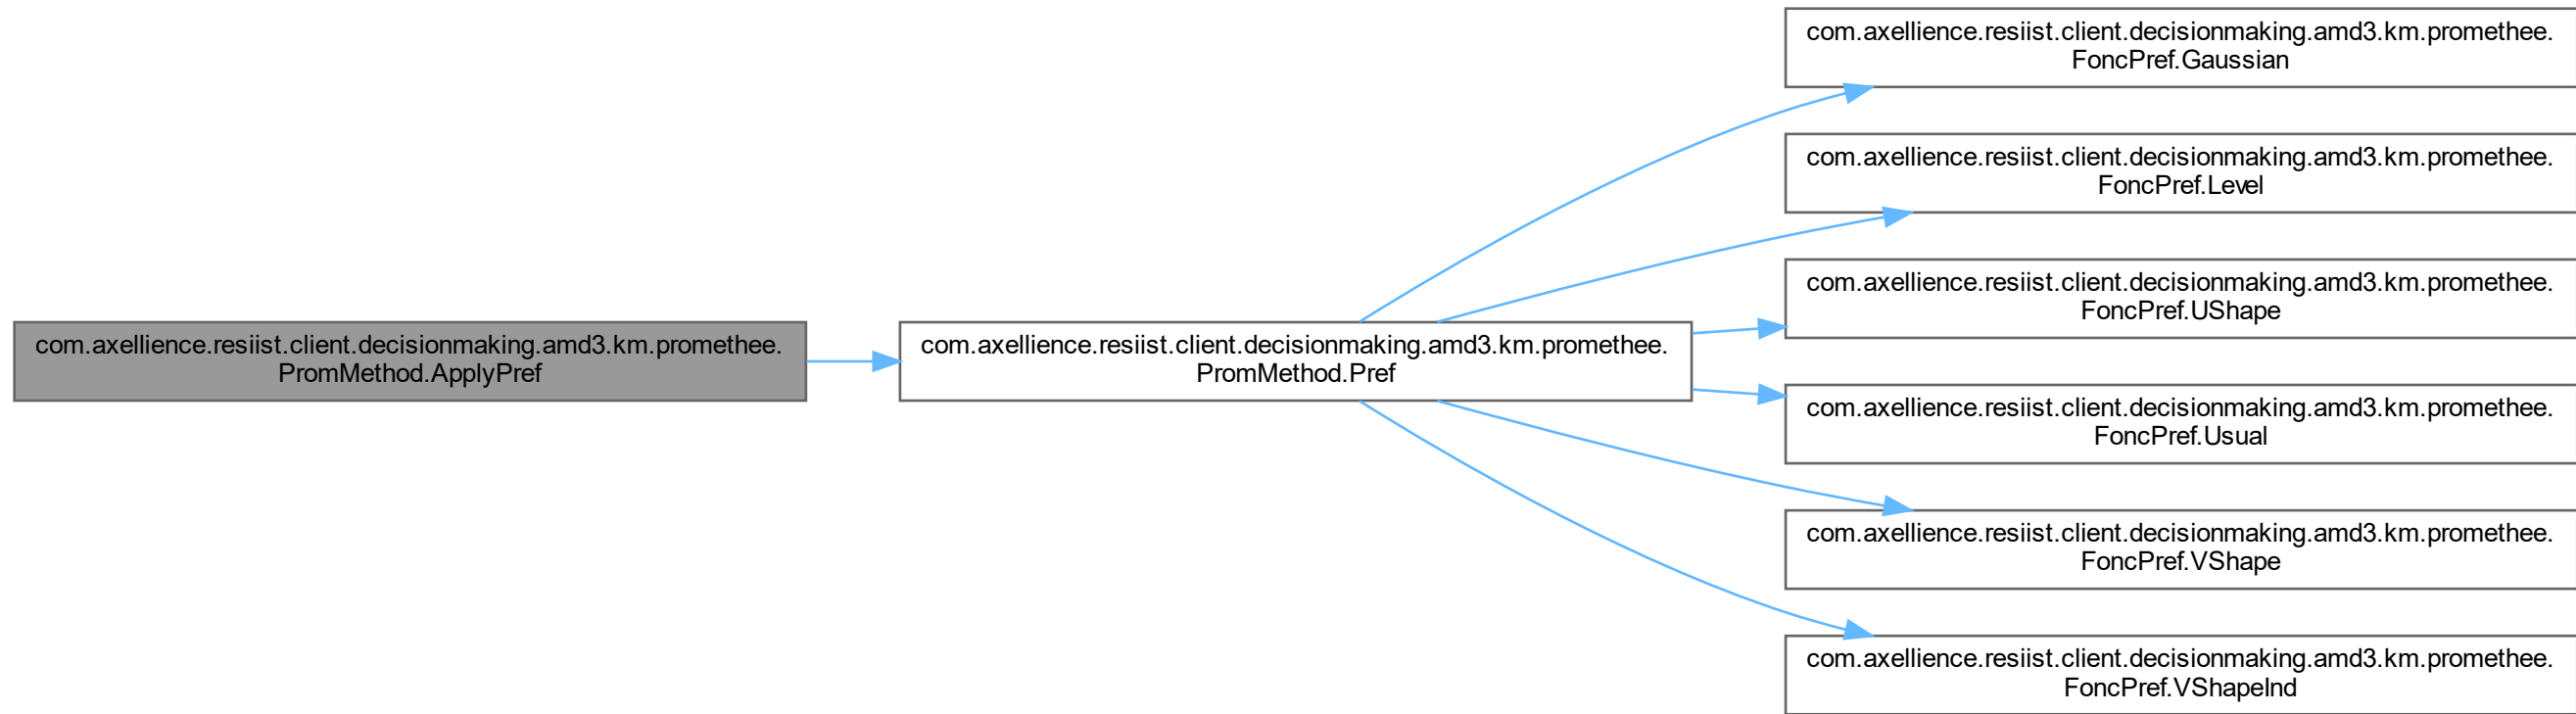 com.axellience.resiist.client.decisionmaking.amd3.km.promethee.
PromMethod.ApplyPref
com.axellience.resiist.client.decisionmaking.amd3.km.promethee.
PromMethod.Pref
com.axellience.resiist.client.decisionmaking.amd3.km.promethee.
FoncPref.Gaussian
com.axellience.resiist.client.decisionmaking.amd3.km.promethee.
FoncPref.Level
com.axellience.resiist.client.decisionmaking.amd3.km.promethee.
FoncPref.UShape
com.axellience.resiist.client.decisionmaking.amd3.km.promethee.
FoncPref.Usual
com.axellience.resiist.client.decisionmaking.amd3.km.promethee.
FoncPref.VShape
com.axellience.resiist.client.decisionmaking.amd3.km.promethee.
FoncPref.VShapeInd